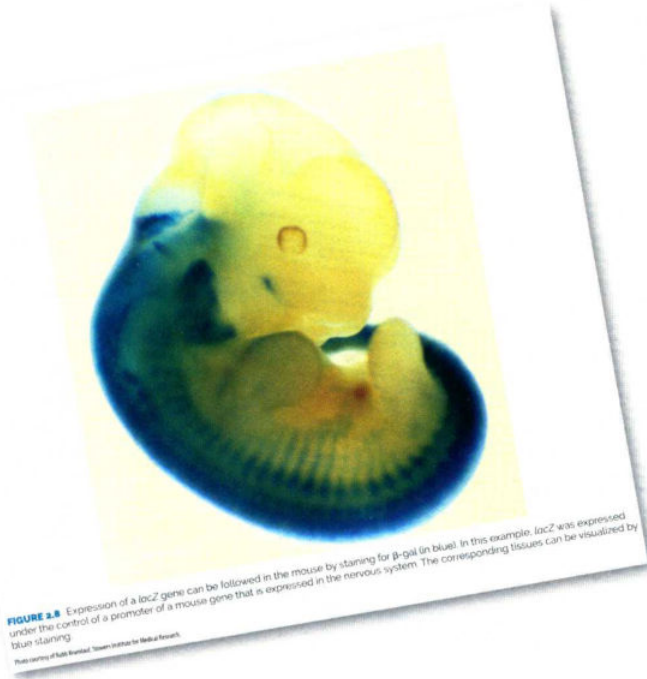 FIGURE 2.8 Expression of a lacZ gene can be followed in the mouse by staining for β-gal (in blue). In this example, lacZ was expressed
under the control of a promoter of a mouse gene that is expressed in the nervous system. The corresponding tissues can be visualized by
blue staining.
Photo courtesy of Robb Krumlauf, Stowers Institute for Medical Research.